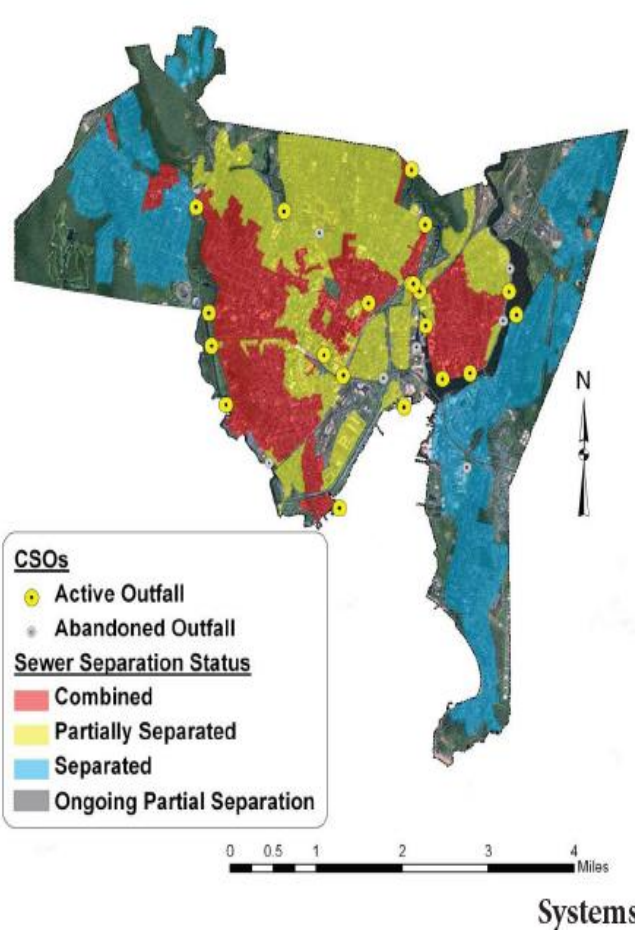 N
CSOs
Active Outfall
Abandoned Outfall
Sewer Separation Status
Combined
Partially Separated
Separated
Ongoing Partial Separation
0 0.5 1 2 3 4
Miles
Systems